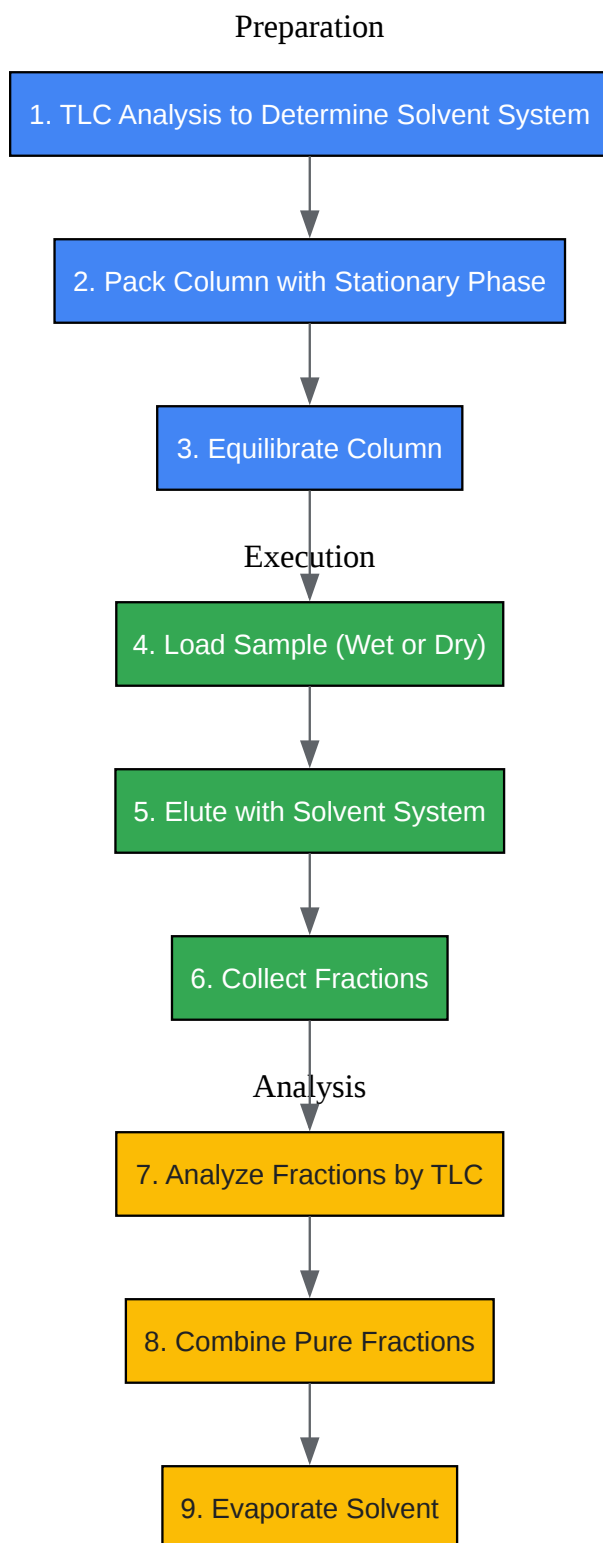 Preparation
1. TLC Analysis to Determine Solvent System
2. Pack Column with Stationary Phase
3. Equilibrate Column
Execution
4. Load Sample (Wet or Dry)
5. Elute with Solvent System
6. Collect Fractions
Analysis
7. Analyze Fractions by TLC
8. Combine Pure Fractions
9. Evaporate Solvent